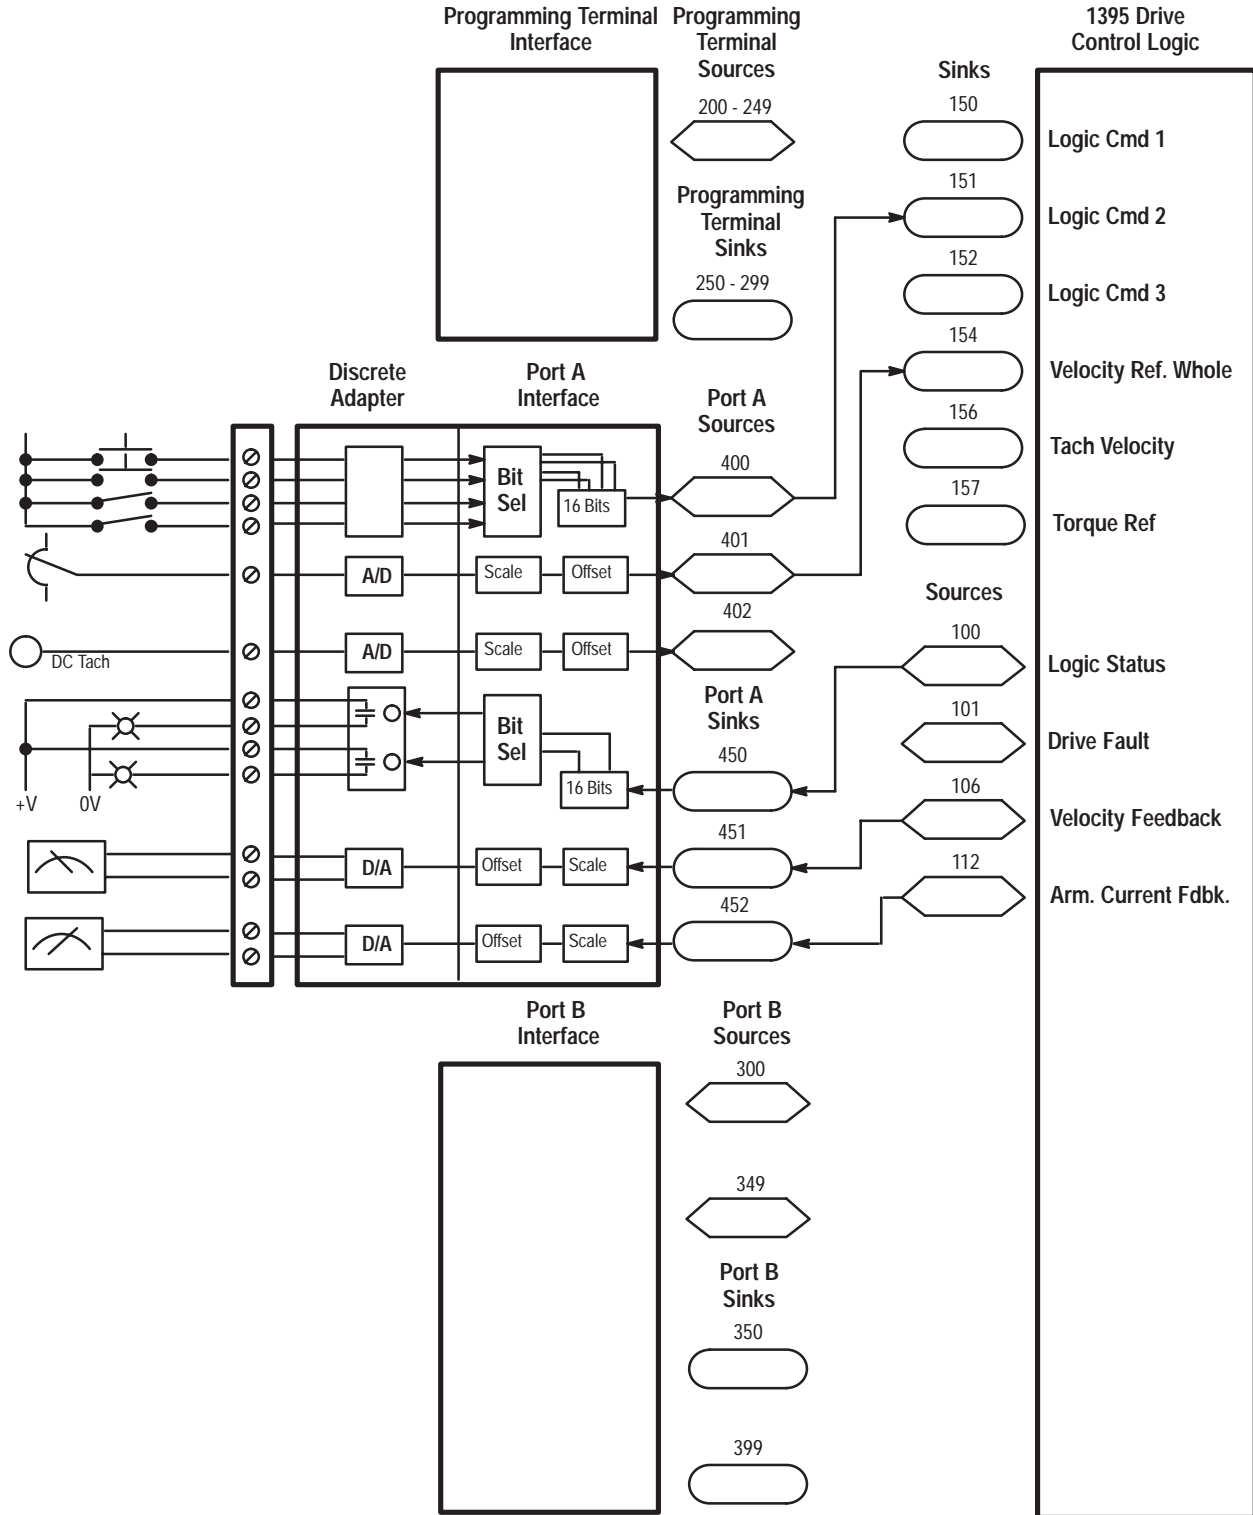 Programming Terminal
Interface
Programming
Terminal
Sources
200 - 249
Programming
Terminal
Sinks
250 - 299
1395 Drive
Control Logic
Sinks
150
Logic Cmd 1
151
Logic Cmd 2
152
Logic Cmd 3
154
Velocity Ref. Whole
156
Tach Velocity
157
Torque Ref
Sources
100
Logic Status
101
Drive Fault
106
Velocity Feedback
112
Arm. Current Fdbk.
Discrete
Adapter
Port A
Interface
Port A
Sources
Bit
Sel
16 Bits
400
A/D
Scale
Offset
401
DC Tach
A/D
Scale
Offset
402
Port A
Sinks
+V
0V
Bit
Sel
16 Bits
450
D/A
Offset
Scale
451
D/A
Offset
Scale
452
Port B
Interface
Port B
Sources
300
349
Port B
Sinks
350
399